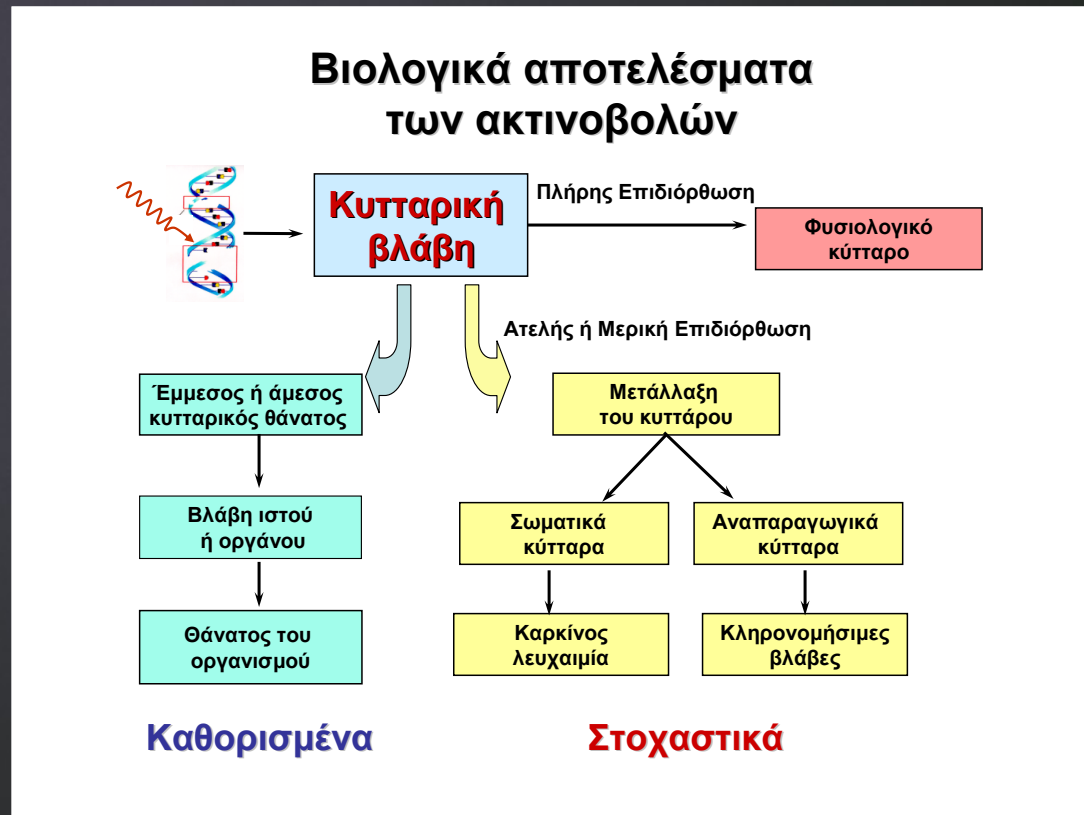 Βιολογικά αποτελέσματα
των ακτινοβολών
Κυτταρική
βλάβη
Πλήρης Επιδιόρθωση
Φυσιολογικό
κύτταρο
Ατελής ή Μερική Επιδιόρθωση
Έμμεσος ή άμεσος
κυτταρικός θάνατος
Μετάλλαξη
του κυττάρου
Βλάβη ιστού
ή οργάνου
Σωματικά
κύτταρα
Αναπαραγωγικά
κύτταρα
Θάνατος του
οργανισμού
Καρκίνος
λευχαιμία
Κληρονομήσιμες
βλάβες
Καθορισμένα
Στοχαστικά